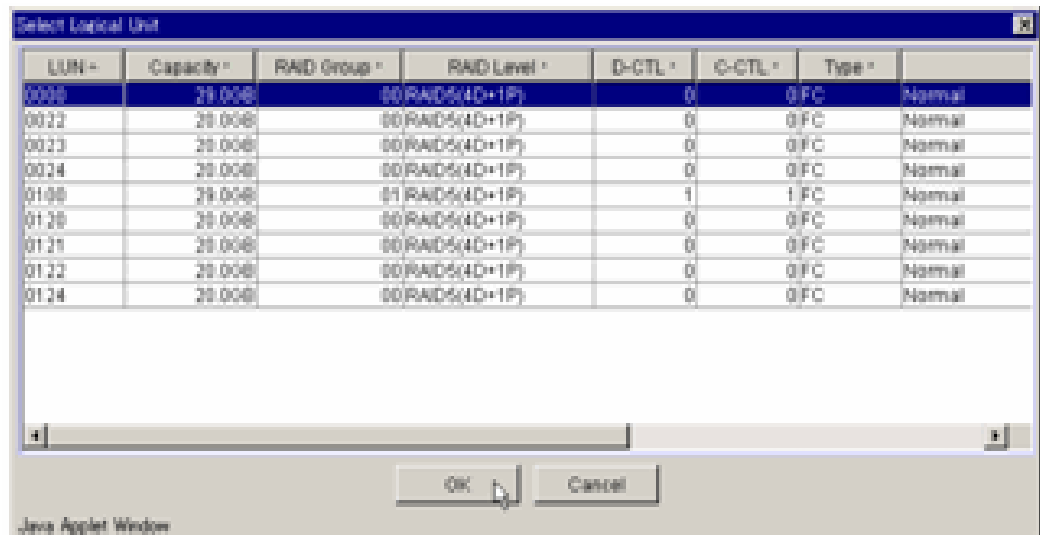 Select Logical Unit
LUN Capacity RAID Group RAID Level D-CTL C-CTL Type
0000 29.0GB 00 RAID5(4D+1P) 0 0 FC Normal
0022 20.0GB 00 RAID5(4D+1P) 0 0 FC Normal
0023 20.0GB 00 RAID5(4D+1P) 0 0 FC Normal
0024 20.0GB 00 RAID5(4D+1P) 0 0 FC Normal
0100 29.0GB 01 RAID5(4D+1P) 1 1 FC Normal
0120 20.0GB 00 RAID5(4D+1P) 0 0 FC Normal
0121 20.0GB 00 RAID5(4D+1P) 0 0 FC Normal
0122 20.0GB 00 RAID5(4D+1P) 0 0 FC Normal
0124 20.0GB 00 RAID5(4D+1P) 0 0 FC Normal
OK Cancel
Java Applet Window